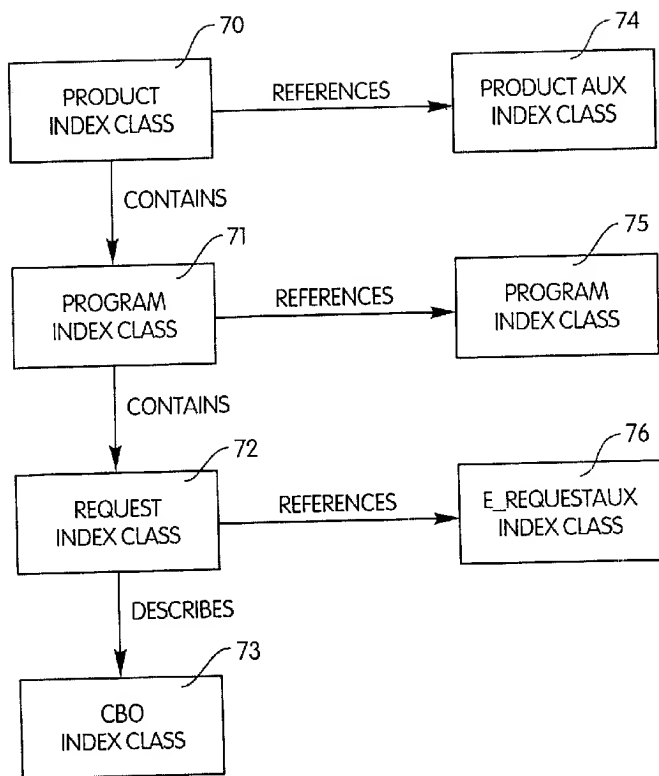 70
74
PRODUCT
INDEX CLASS
REFERENCES
PRODUCT AUX
INDEX CLASS
CONTAINS
71
75
PROGRAM
INDEX CLASS
REFERENCES
PROGRAM
INDEX CLASS
CONTAINS
72
76
REQUEST
INDEX CLASS
REFERENCES
E_REQUESTAUX
INDEX CLASS
DESCRIBES
73
CBO
INDEX CLASS